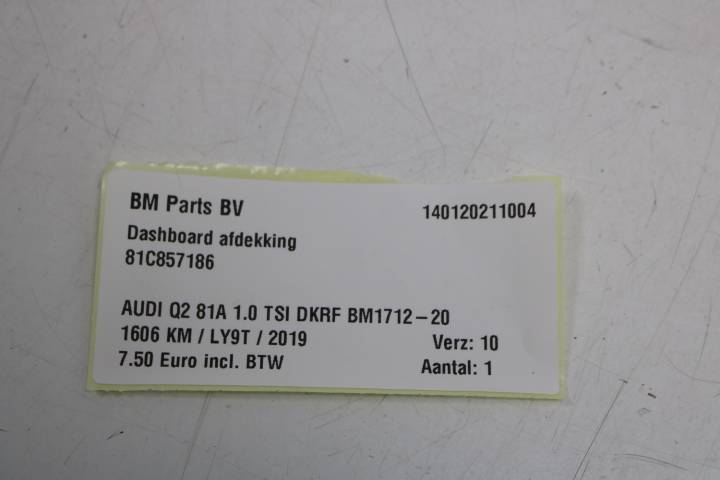 BM Parts BV 140120211004
Dashboard afdekking
81C857186
AUDI Q2 81A 1.0 TSI DKRF BM1712-20
1606 KM / LY9T / 2019 Verz: 10
7.50 Euro incl. BTW Aantal: 1